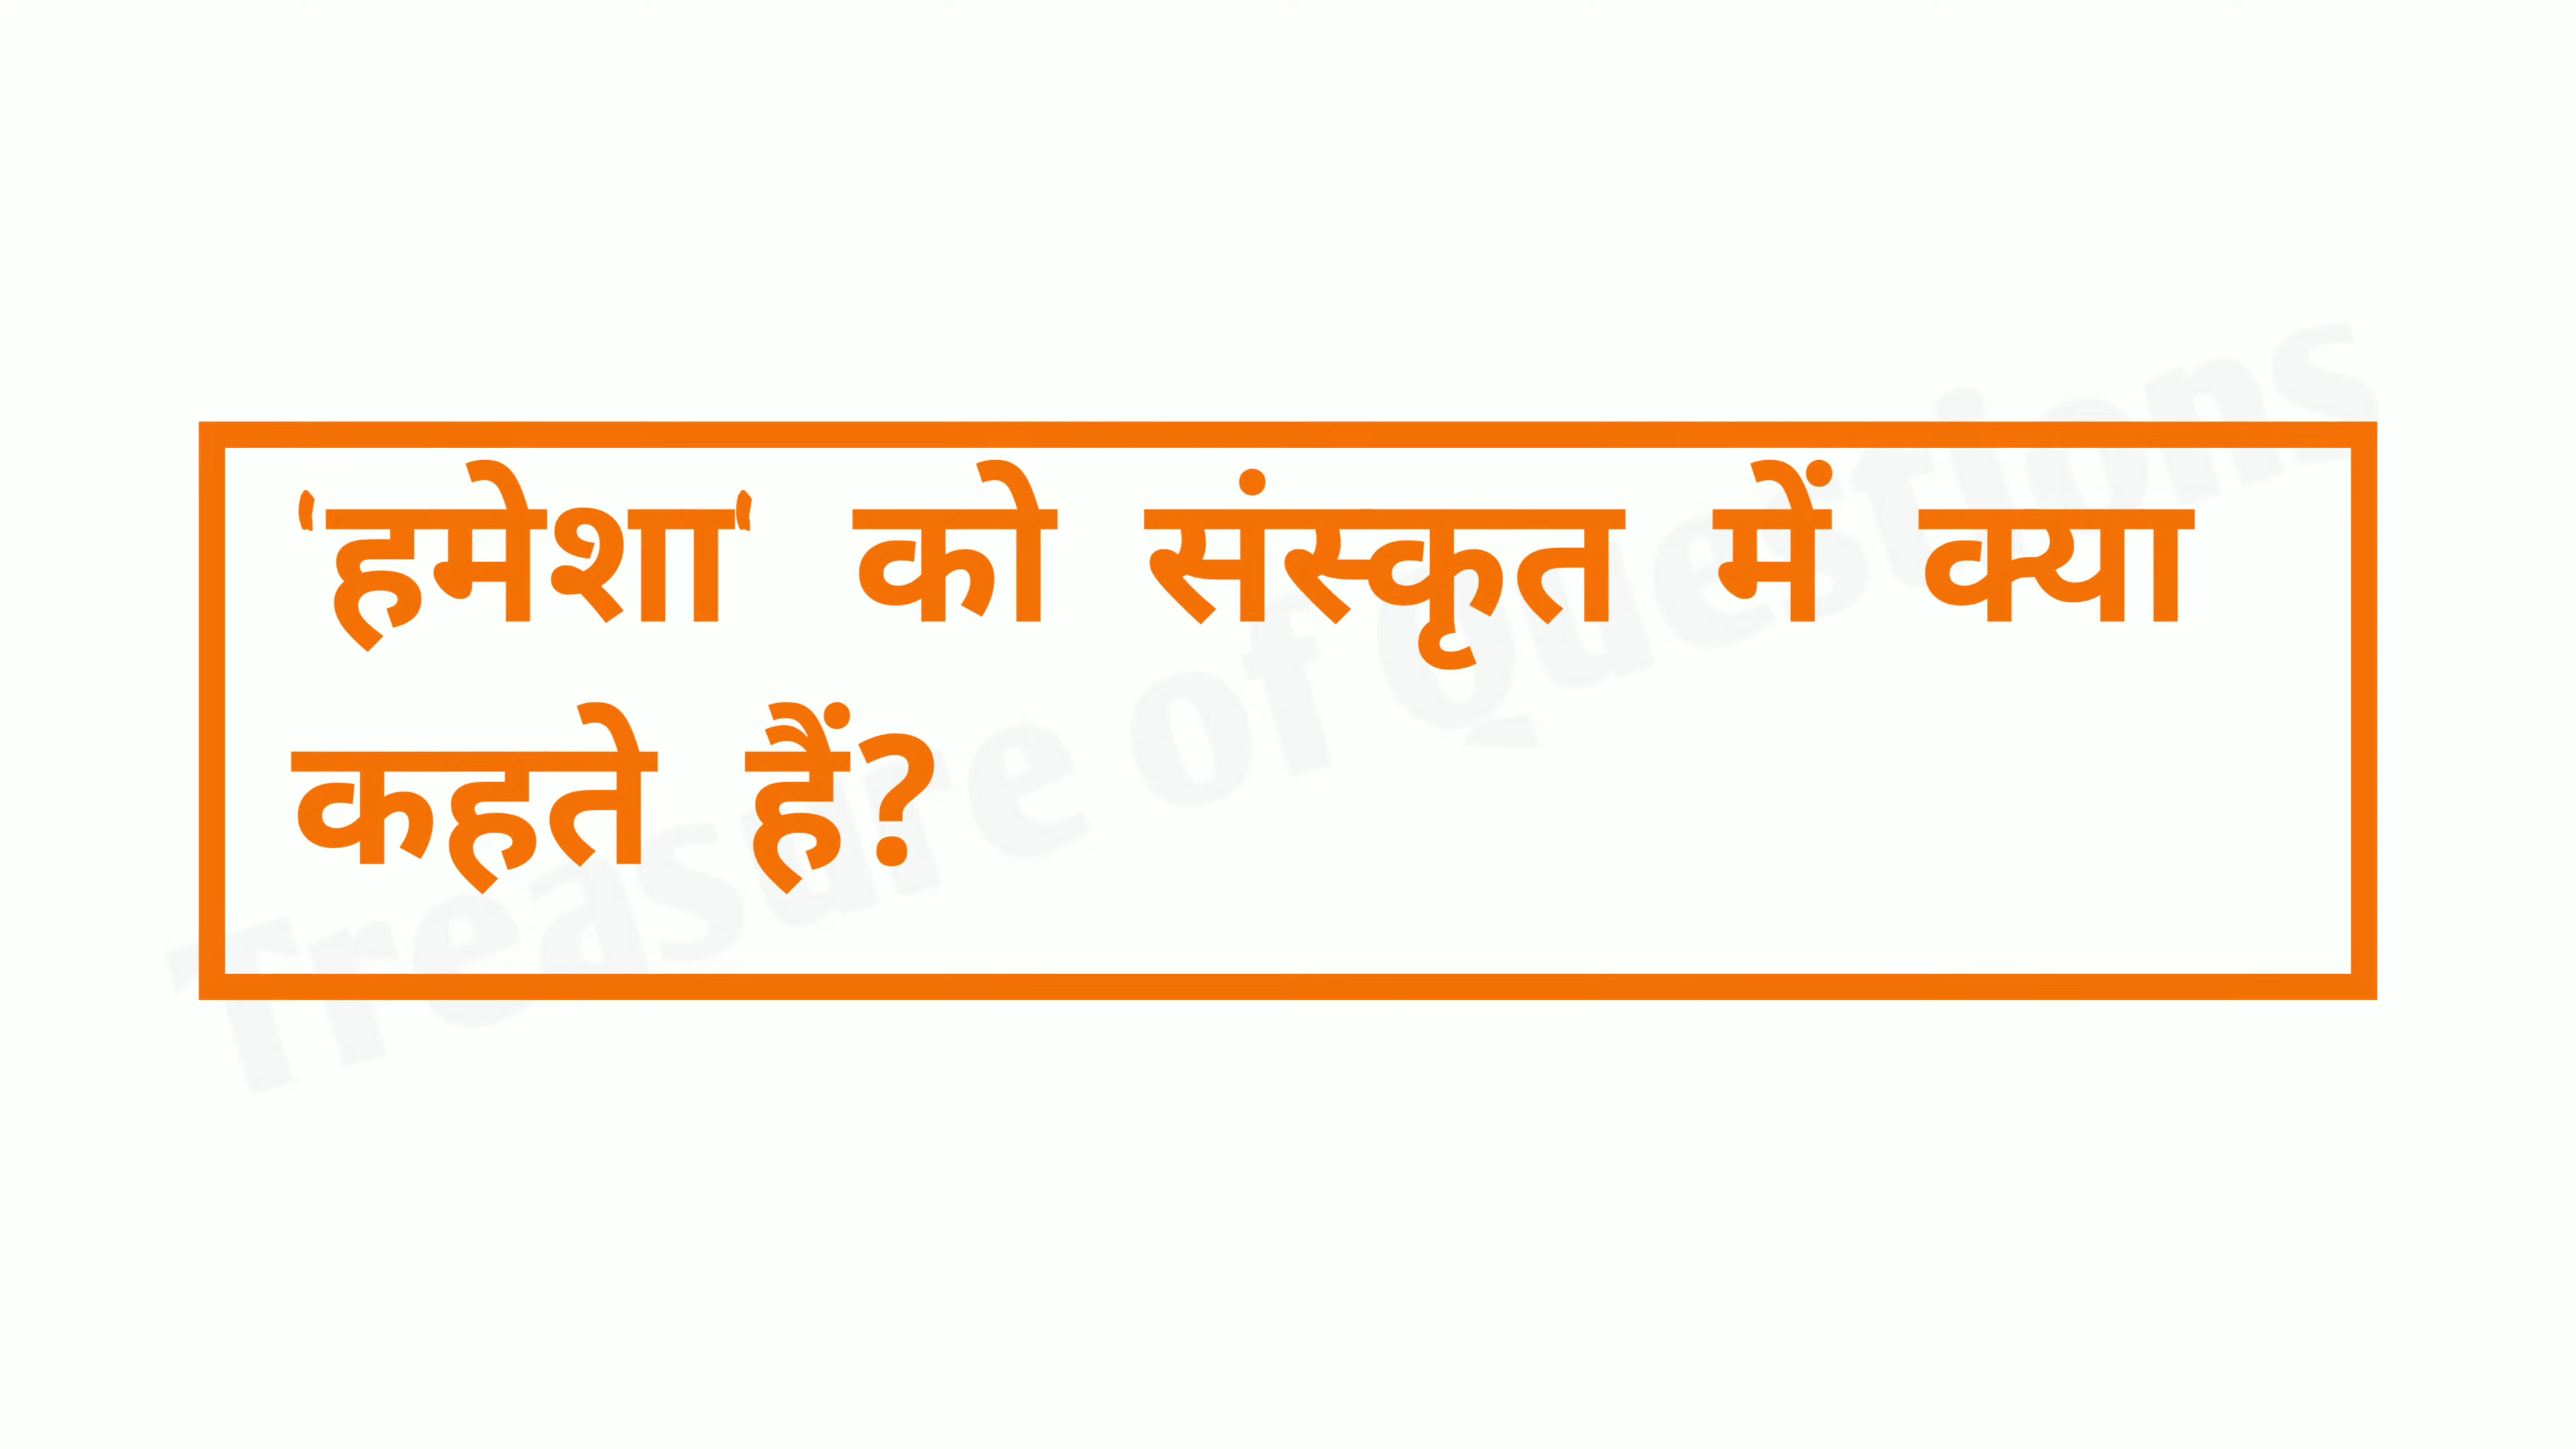 'हमेशा' को संस्कृत में क्या
कहते हैं?
Treasure of Questions